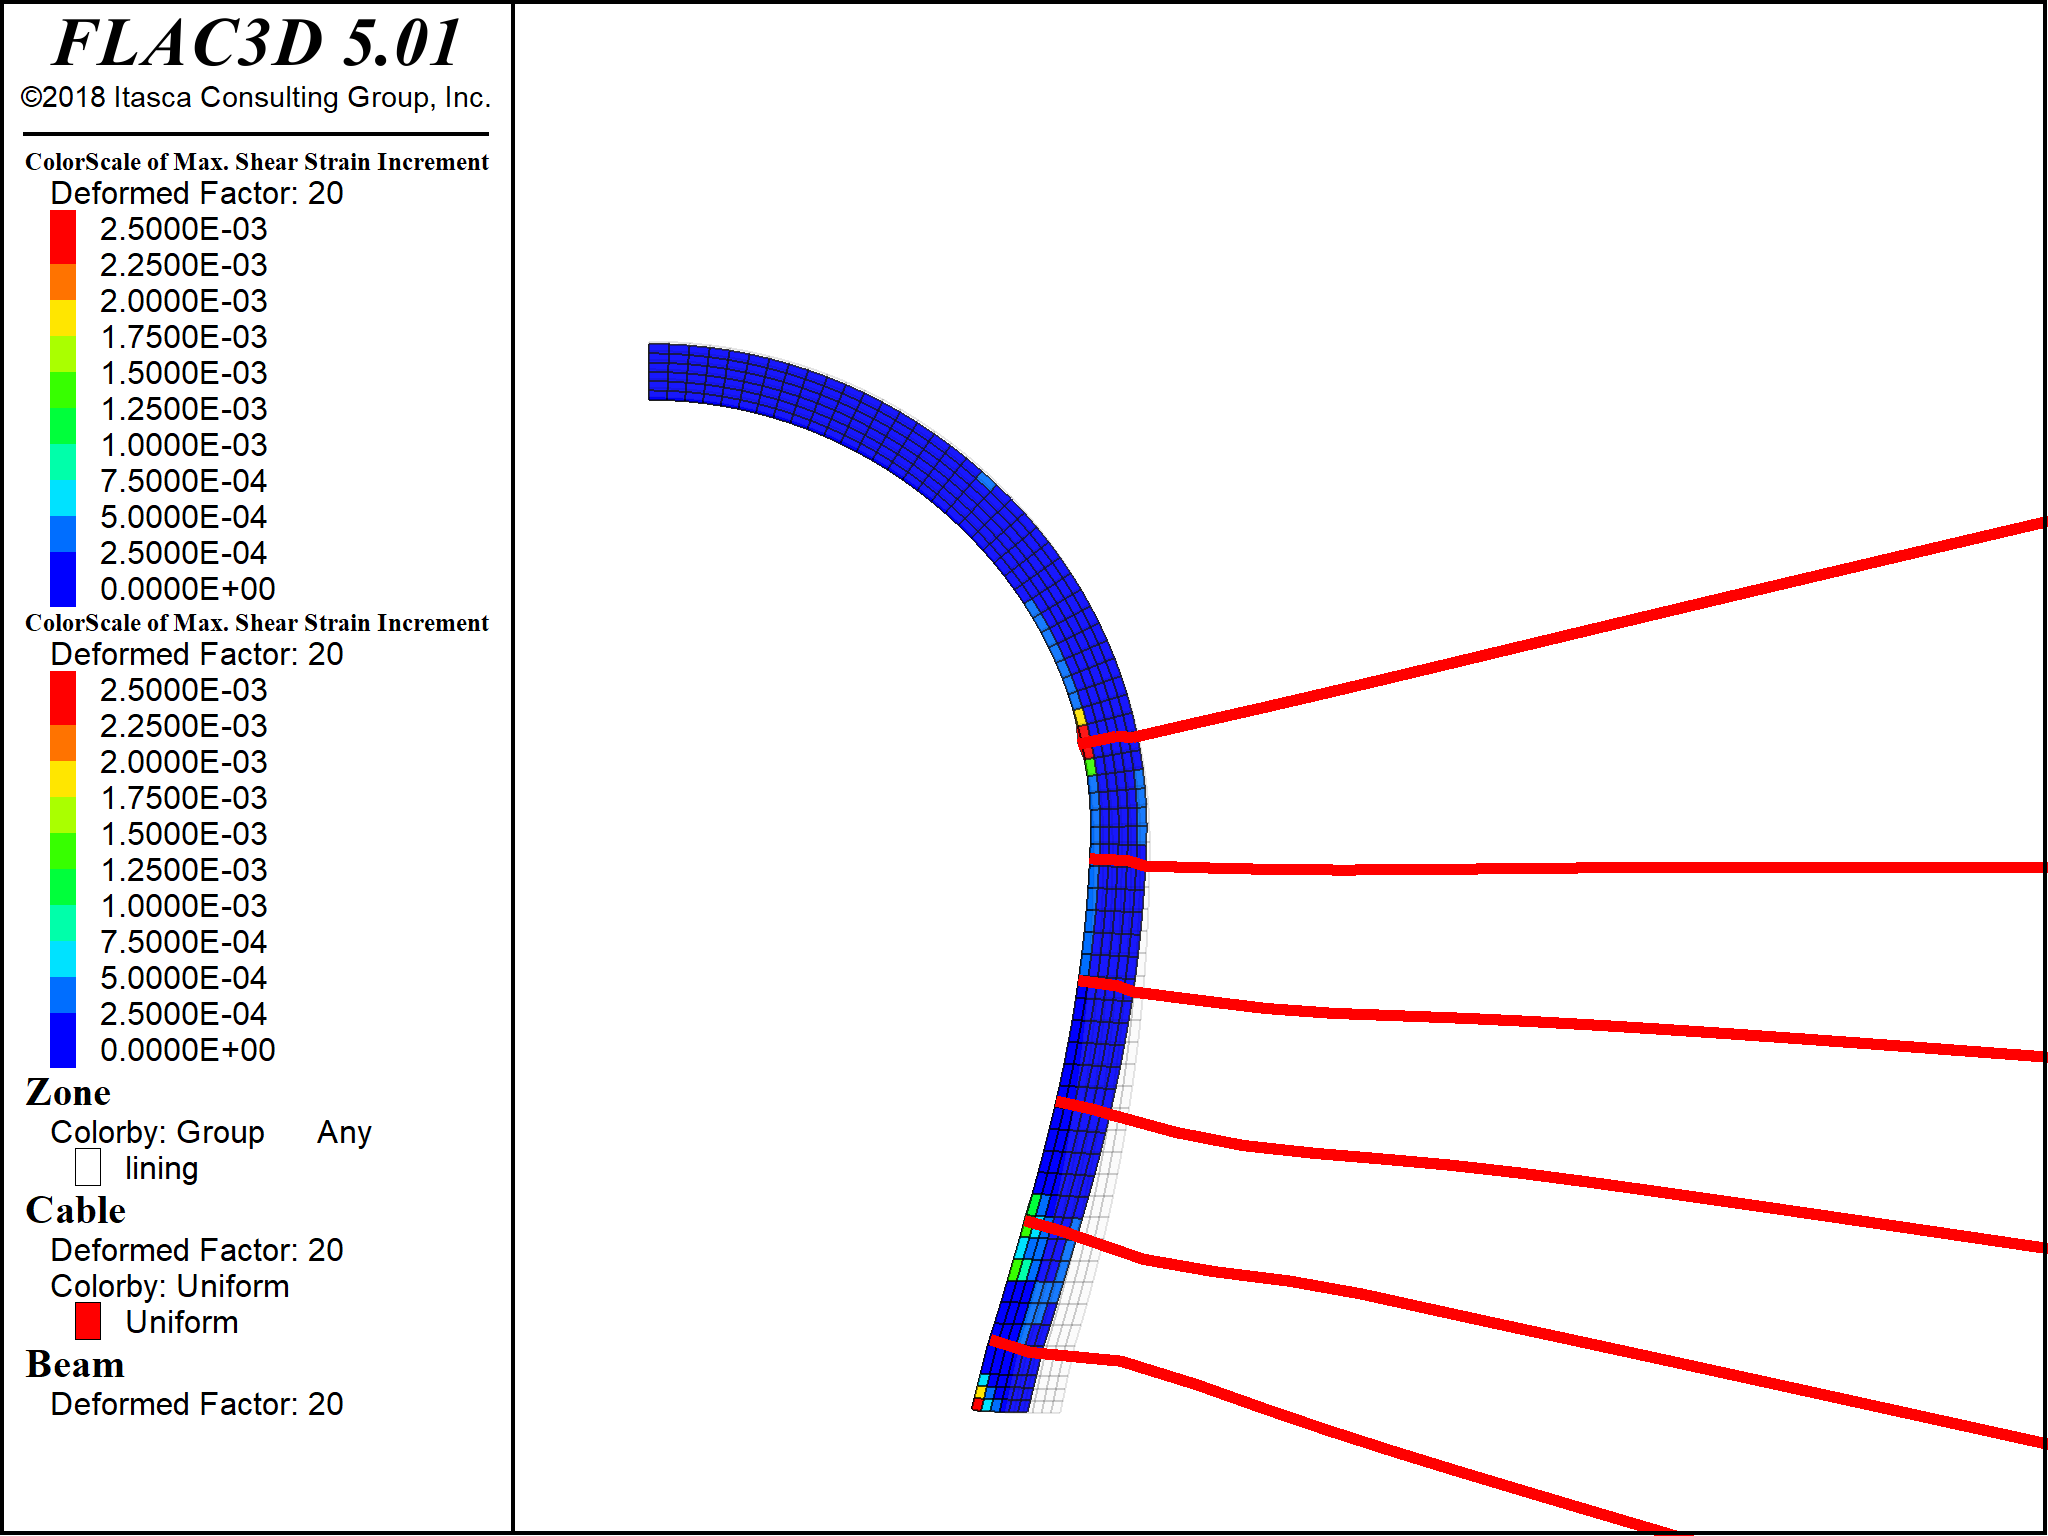 FLAC3D 5.01
©2018 Itasca Consulting Group, Inc.
ColorScale of Max. Shear Strain Increment
Deformed Factor: 20
2.5000E-03
2.2500E-03
2.0000E-03
1.7500E-03
1.5000E-03
1.2500E-03
1.0000E-03
7.5000E-04
5.0000E-04
2.5000E-04
0.0000E+00
ColorScale of Max. Shear Strain Increment
Deformed Factor: 20
2.5000E-03
2.2500E-03
2.0000E-03
1.7500E-03
1.5000E-03
1.2500E-03
1.0000E-03
7.5000E-04
5.0000E-04
2.5000E-04
0.0000E+00
Zone
Colorby: Group Any
lining
Cable
Deformed Factor: 20
Colorby: Uniform
Uniform
Beam
Deformed Factor: 20